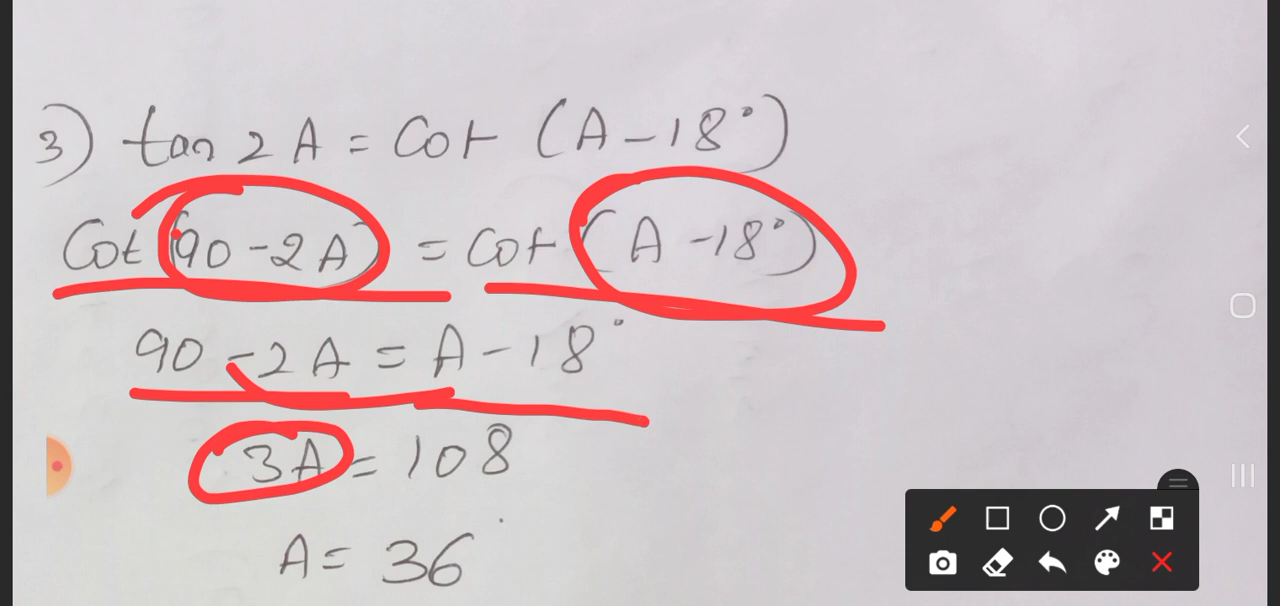 3) tan 2A = Cot (A-18°)
Cot (90-2A) = Cot (A-18°)
90-2A = A-18°
3A = 108
A = 36